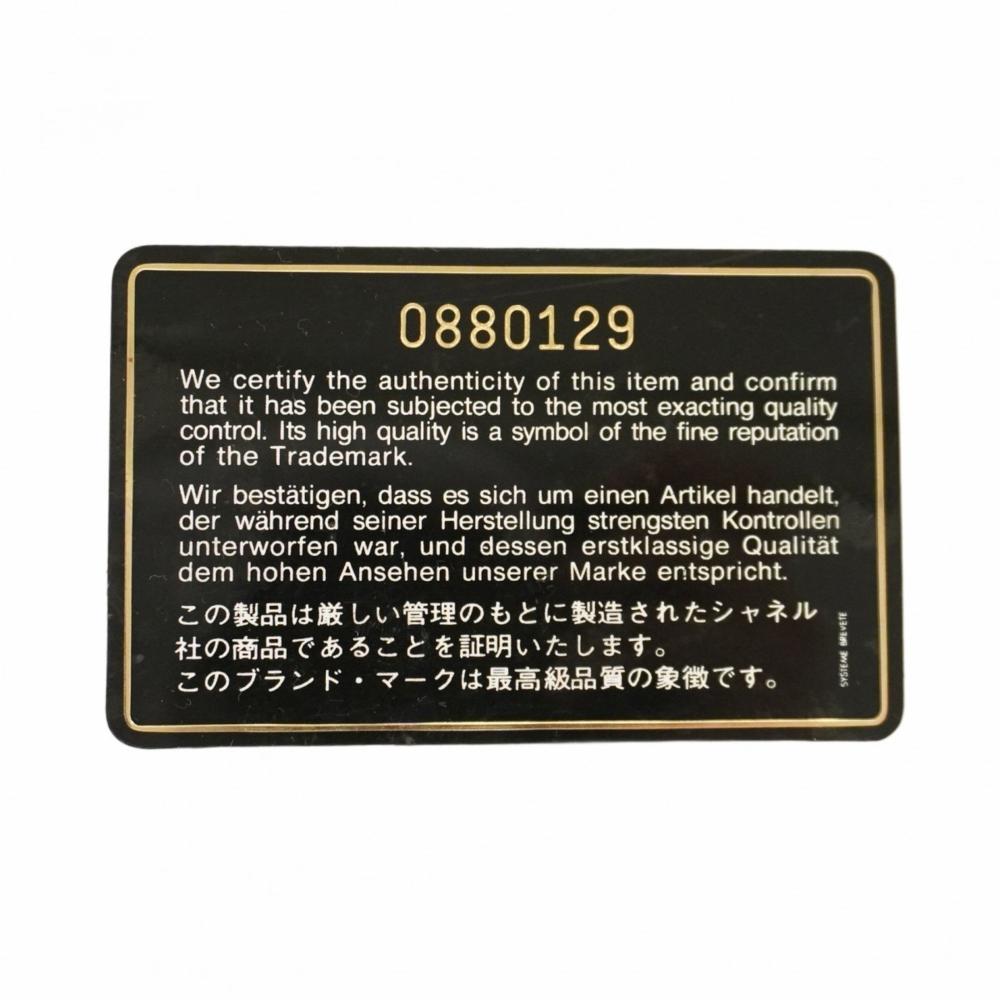 0880129
We certify the authenticity of this item and confirm
that it has been subjected to the most exacting quality
control. Its high quality is a symbol of the fine reputation
of the Trademark.
Wir bestätigen, dass es sich um einen Artikel handelt,
der während seiner Herstellung strengsten Kontrollen
unterworfen war, und dessen erstklassige Qualität
dem hohen Ansehen unserer Marke entspricht.
この製品は厳しい管理のもとに製造されたシャネル
社の商品であることを証明いたします。
このブランド・マークは最高級品質の象徴です。
SYSTEME BREVETE